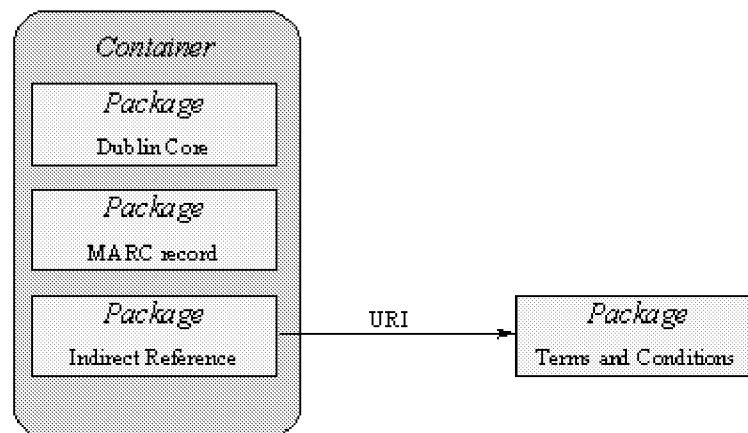 Container
Package
Dublin Core
Package
MARC record
Package
Indirect Reference
URI
Package
Terms and Conditions